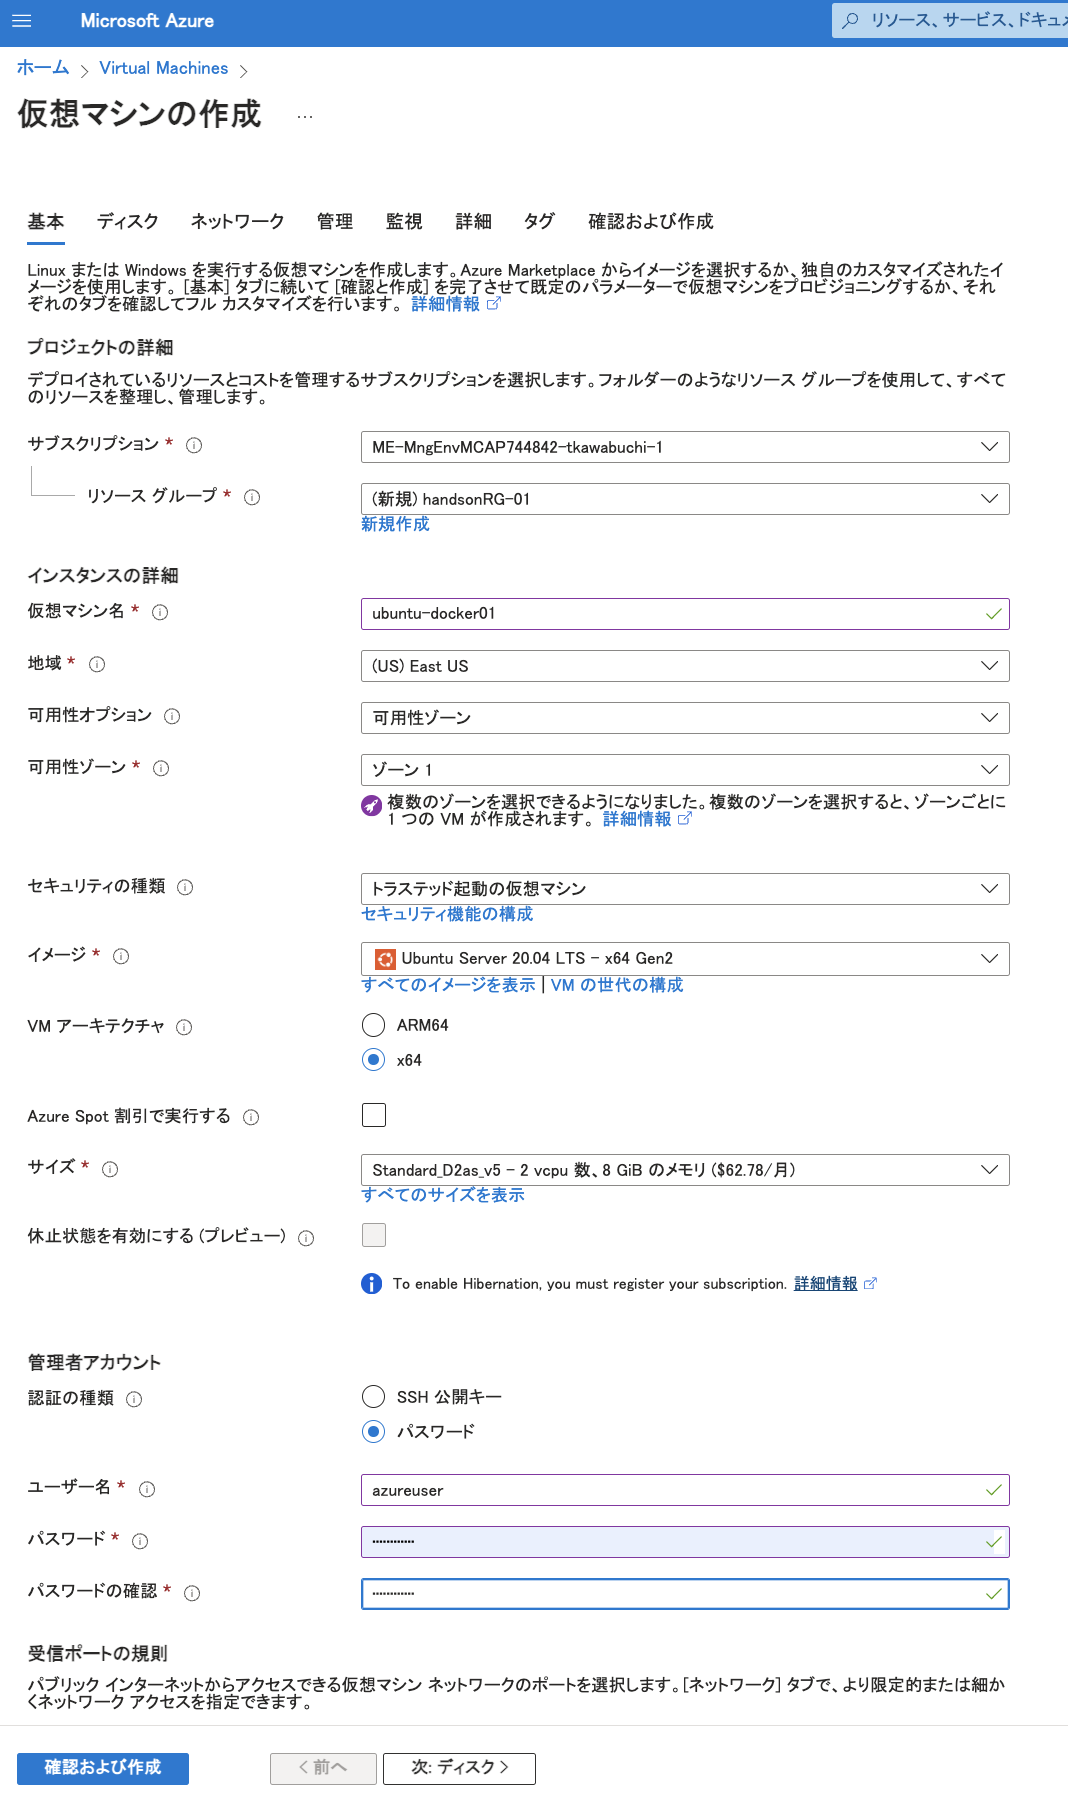 Microsoft Azure
リソース、サービス、ドキュメ
ホーム
Virtual Machines
仮想マシンの作成 …
基本 ディスク ネットワーク 管理 監視 詳細 タグ 確認および作成
Linux または Windows を実行する仮想マシンを作成します。Azure Marketplace からイメージを選択するか、独自のカスタマイズされたイ
メージを使用します。 [基本] タブに続いて [確認と作成] を完了させて既定のパラメーターで仮想マシンをプロビジョニングするか、それ
ぞれのタブを確認してフル カスタマイズを行います。 詳細情報
プロジェクトの詳細
デプロイされているリソースとコストを管理するサブスクリプションを選択します。フォルダーのようなリソース グループを使用して、すべて
のリソースを整理し、管理します。
サブスクリプション *
ME-MngEnvMCAP744842-tkawabuchi-1
リソース グループ *
(新規) handsonRG-01
新規作成
インスタンスの詳細
仮想マシン名 *
ubuntu-docker01
地域 *
(US) East US
可用性オプション
可用性ゾーン
可用性ゾーン *
ゾーン 1
複数のゾーンを選択できるようになりました。複数のゾーンを選択すると、ゾーンごとに
1 つの VM が作成されます。 詳細情報
セキュリティの種類
トラステッド起動の仮想マシン
セキュリティ機能の構成
イメージ *
Ubuntu Server 20.04 LTS - x64 Gen2
すべてのイメージを表示 | VM の世代の構成
VM アーキテクチャ
ARM64
x64
Azure Spot 割引で実行する
サイズ *
Standard_D2as_v5 - 2 vcpu 数、8 GiB のメモリ ($62.78/月)
すべてのサイズを表示
休止状態を有効にする (プレビュー)
To enable Hibernation, you must register your subscription. 詳細情報
管理者アカウント
認証の種類
SSH 公開キー
パスワード
ユーザー名 *
azureuser
パスワード *
••••••••••••
パスワードの確認 *
••••••••••••
受信ポートの規則
パブリック インターネットからアクセスできる仮想マシン ネットワークのポートを選択します。[ネットワーク] タブで、より限定的または細か
くネットワーク アクセスを指定できます。
確認および作成
< 前へ
次: ディスク >